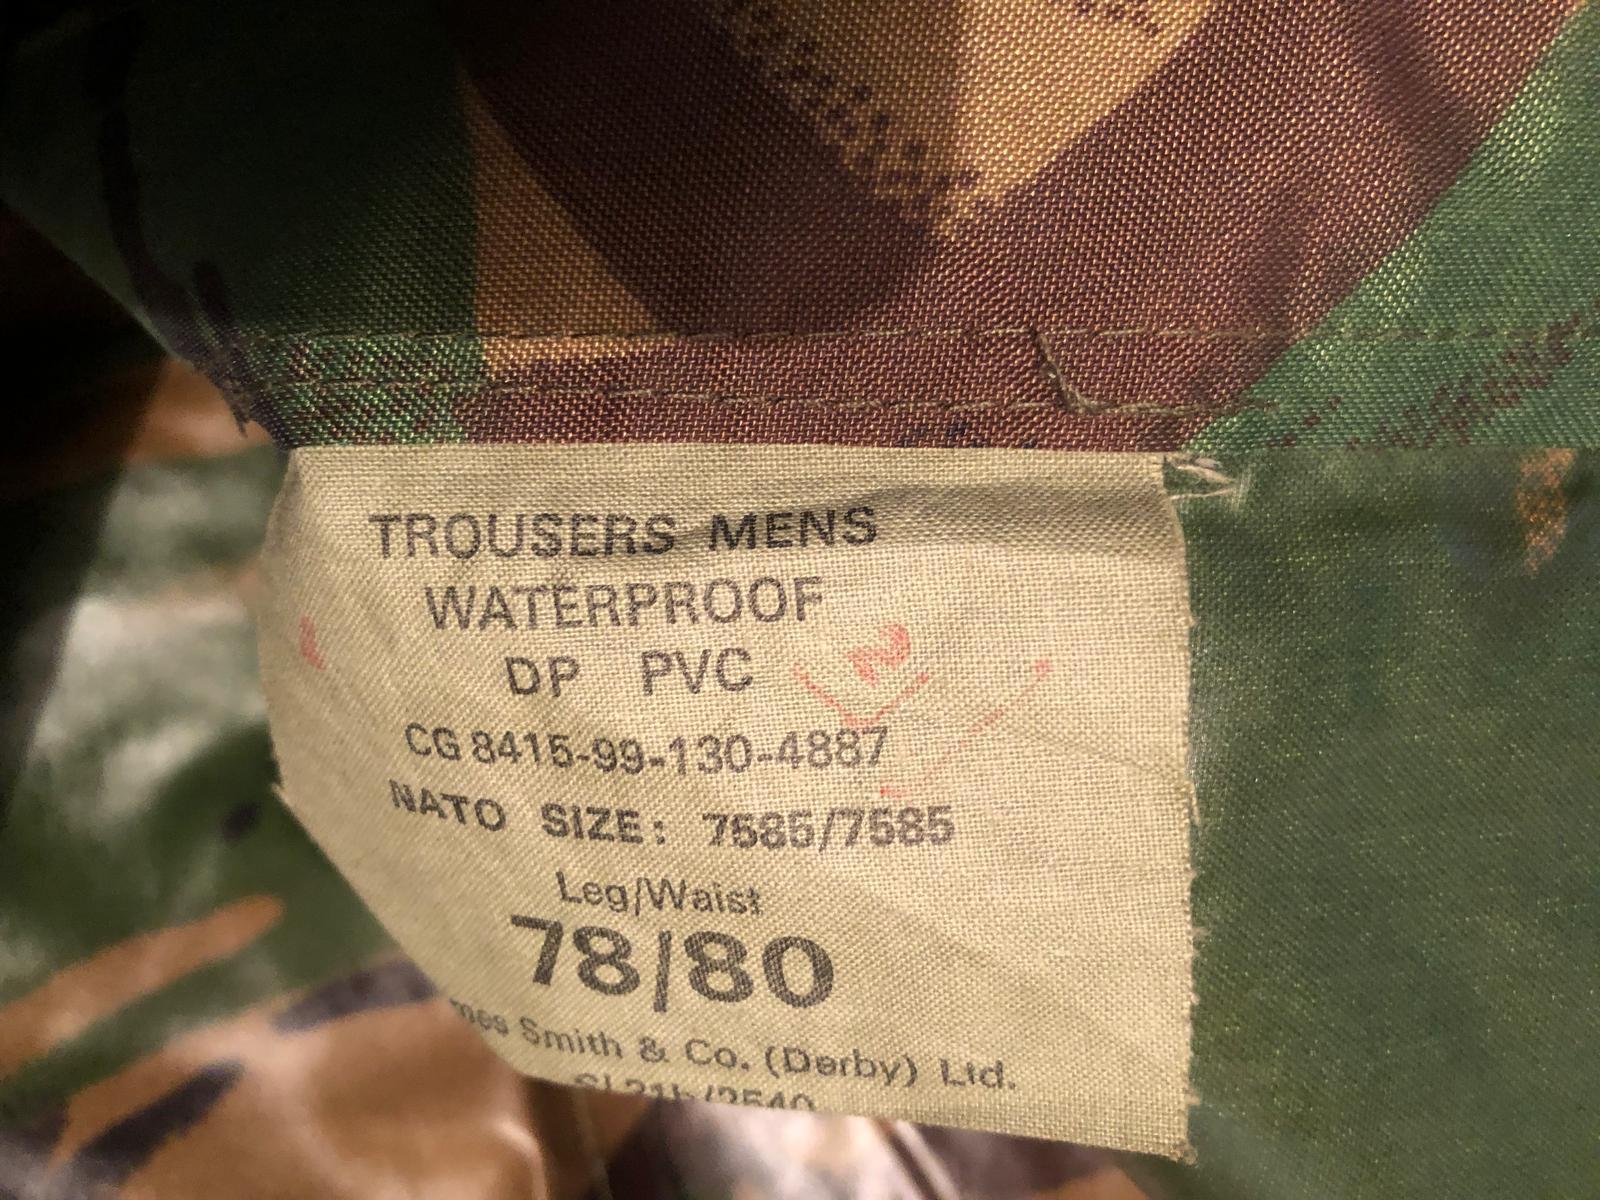 TROUSERS MENS
WATERPROOF
DP PVC
CG 8415-99-130-4887
NATO SIZE: 7585/7585
Leg/Waist
78/80
mes Smith & Co. (Derby) Ltd.